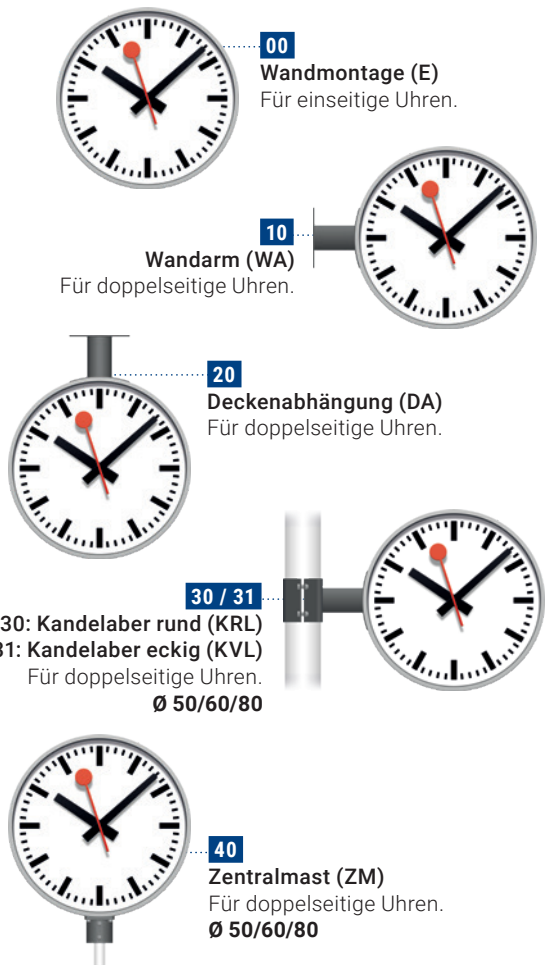 00
Wandmontage (E)
Für einseitige Uhren.
10
Wandarm (WA)
Für doppelseitige Uhren.
20
Deckenabhängung (DA)
Für doppelseitige Uhren.
30 / 31
30: Kandelaber rund (KRL)
31: Kandelaber eckig (KVL)
Für doppelseitige Uhren.
Ø 50/60/80
40
Zentralmast (ZM)
Für doppelseitige Uhren.
Ø 50/60/80